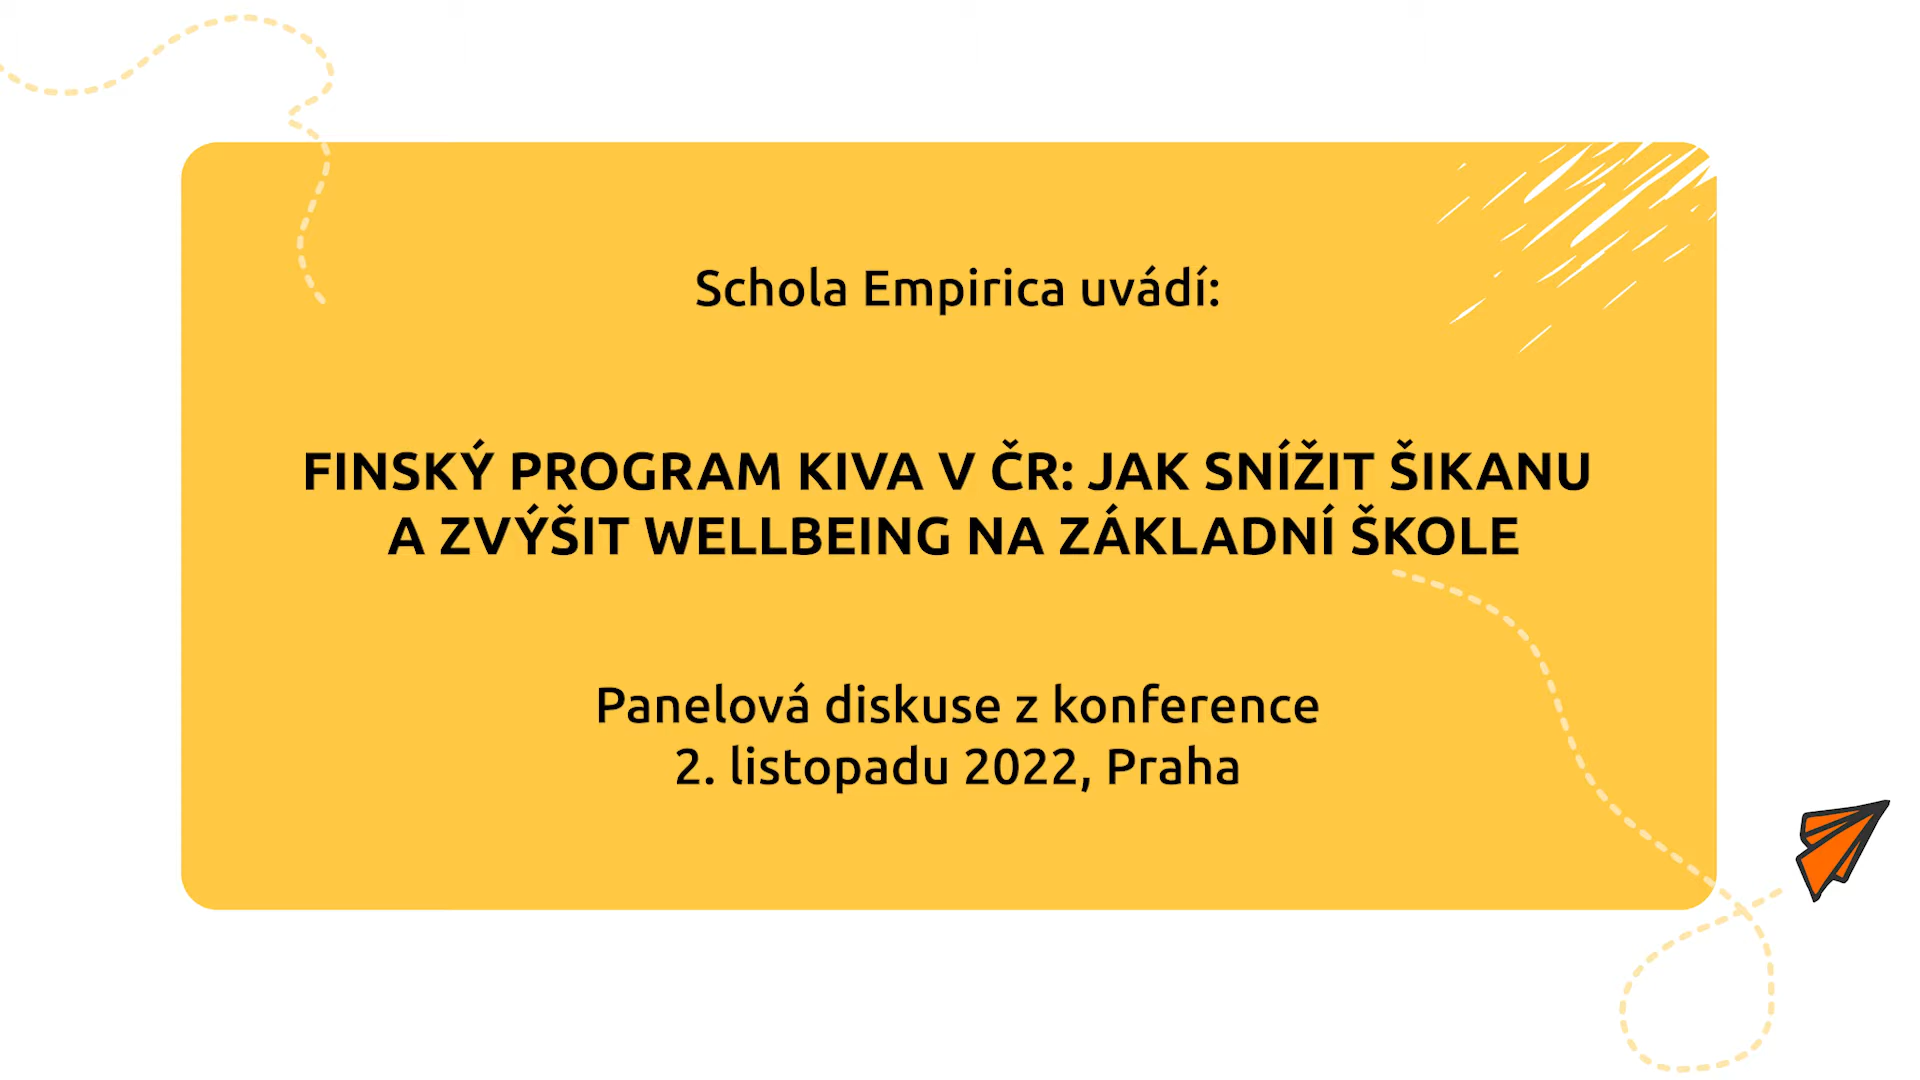 Schola Empirica uvádí:
FINSKÝ PROGRAM KIVA V ČR: JAK SNÍŽIT ŠIKANU
A ZVÝŠIT WELLBEING NA ZÁKLADNÍ ŠKOLE
Panelová diskuse z konference
2. listopadu 2022, Praha